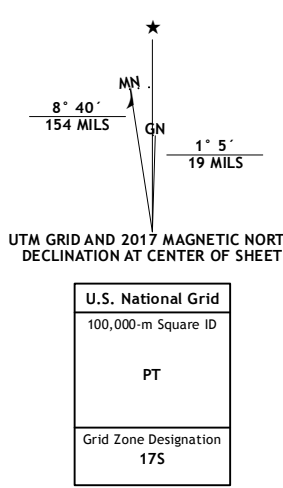 ★
MN
8° 40´
154 MILS
GN
1° 5´
19 MILS
UTM GRID AND 2017 MAGNETIC NORT
DECLINATION AT CENTER OF SHEET
U.S. National Grid
100,000-m Square ID
PT
Grid Zone Designation
17S